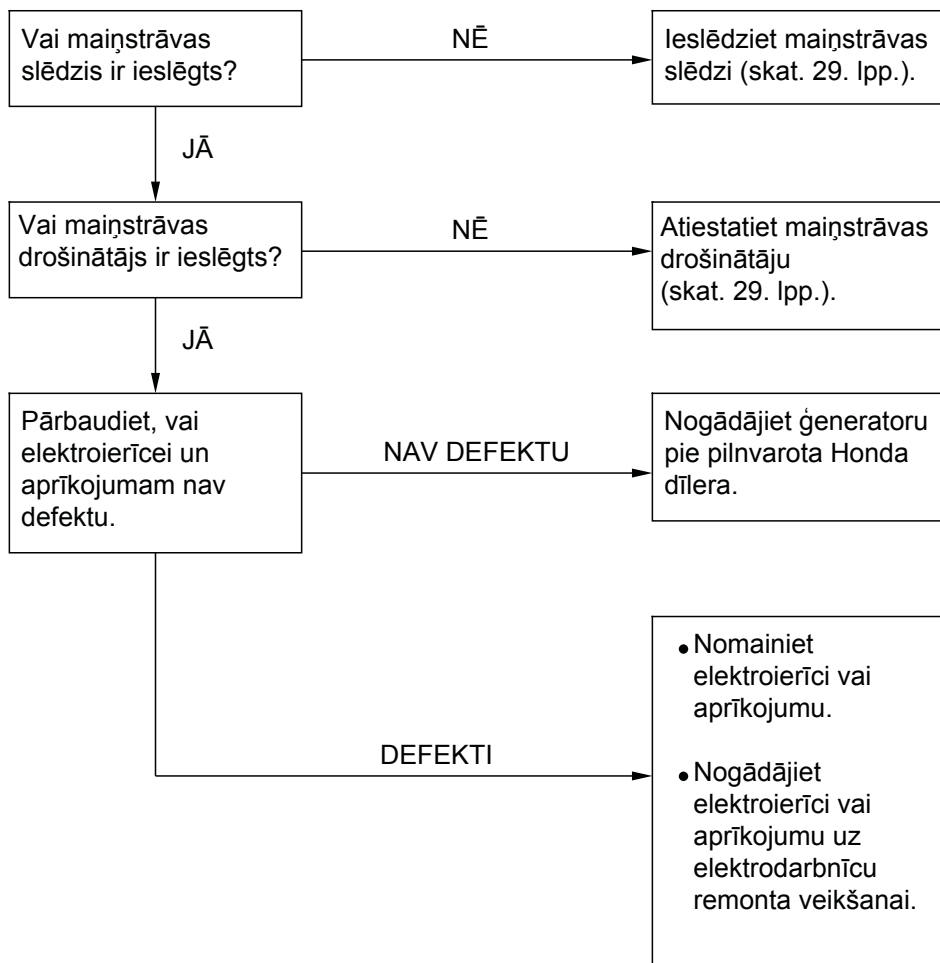 Vai maiņstrāvas
slēdzis ir ieslēgts?
NĒ
Ieslēdziet maiņstrāvas
slēdzi (skat. 29. lpp.).
JĀ
Vai maiņstrāvas
drošinātājs ir ieslēgts?
NĒ
Atiestatiet maiņstrāvas
drošinātāju
(skat. 29. lpp.).
JĀ
Pārbaudiet, vai
elektroierīcei un
aprīkojumam nav
defektu.
NAV DEFEKTU
Nogādājiet ģeneratoru
pie pilnvarota Honda
dīlera.
DEFEKTI
• Nomainiet
elektroierīci vai
aprīkojumu.
• Nogādājiet
elektroierīci vai
aprīkojumu uz
elektrodarbnīcu
remonta veikšanai.